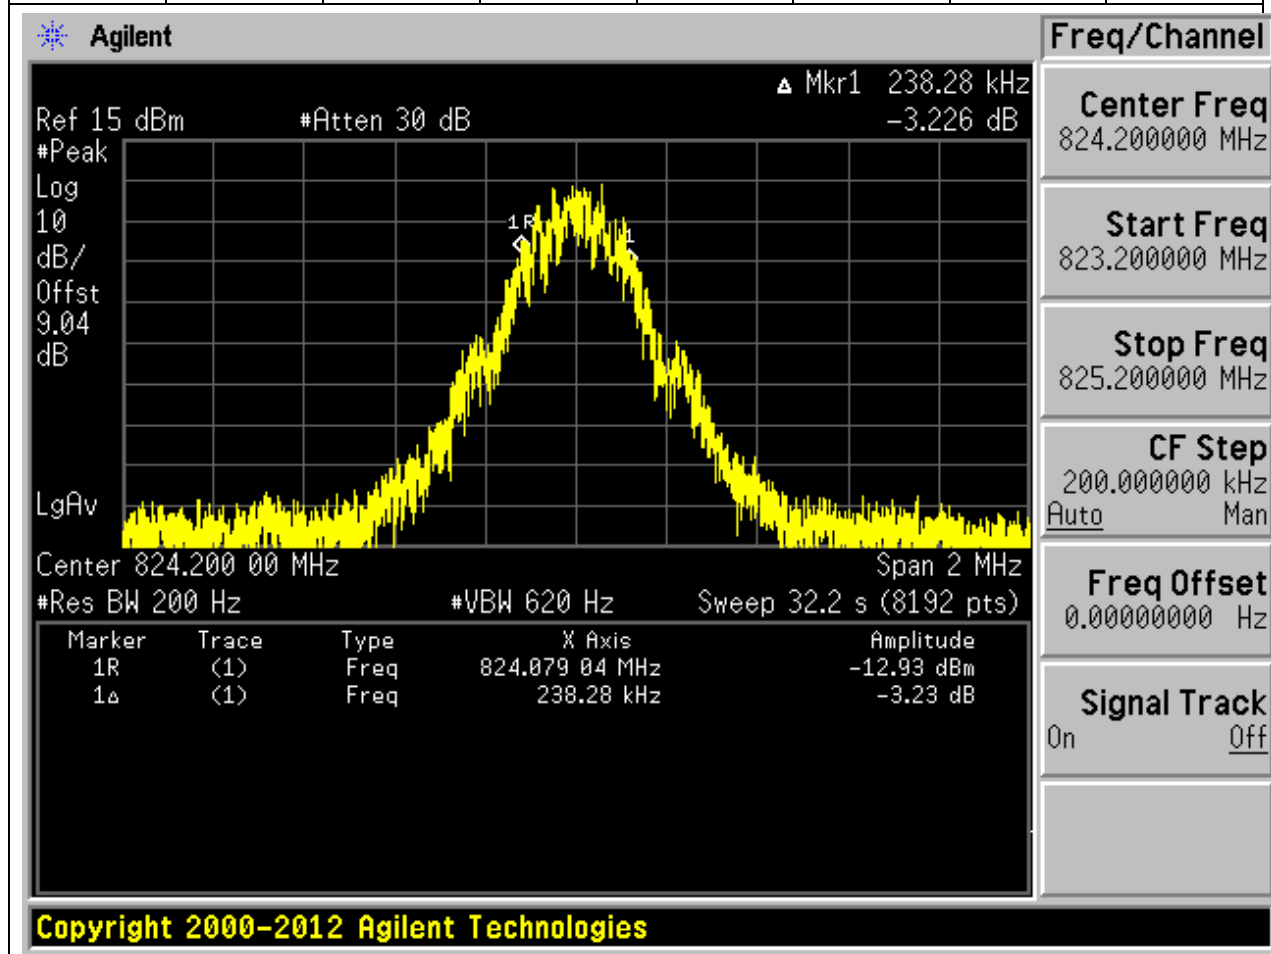 Agilent
Freq/Channel
Δ Mkr1 238.28 kHz
Ref 15 dBm #Atten 30 dB -3.226 dB
#Peak
Log
10
dB/
Offst
9.04
dB
LgAv
1R
1
Center 824.200 00 MHz Span 2 MHz
#Res BW 200 Hz #VBW 620 Hz Sweep 32.2 s (8192 pts)
Marker Trace Type X Axis Amplitude
1R (1) Freq 824.079 04 MHz -12.93 dBm
1Δ (1) Freq 238.28 kHz -3.23 dB
Center Freq
824.200000 MHz
Start Freq
823.200000 MHz
Stop Freq
825.200000 MHz
CF Step
200.000000 kHz
Auto Man
Freq Offset
0.00000000 Hz
Signal Track
On Off
Copyright 2000-2012 Agilent Technologies